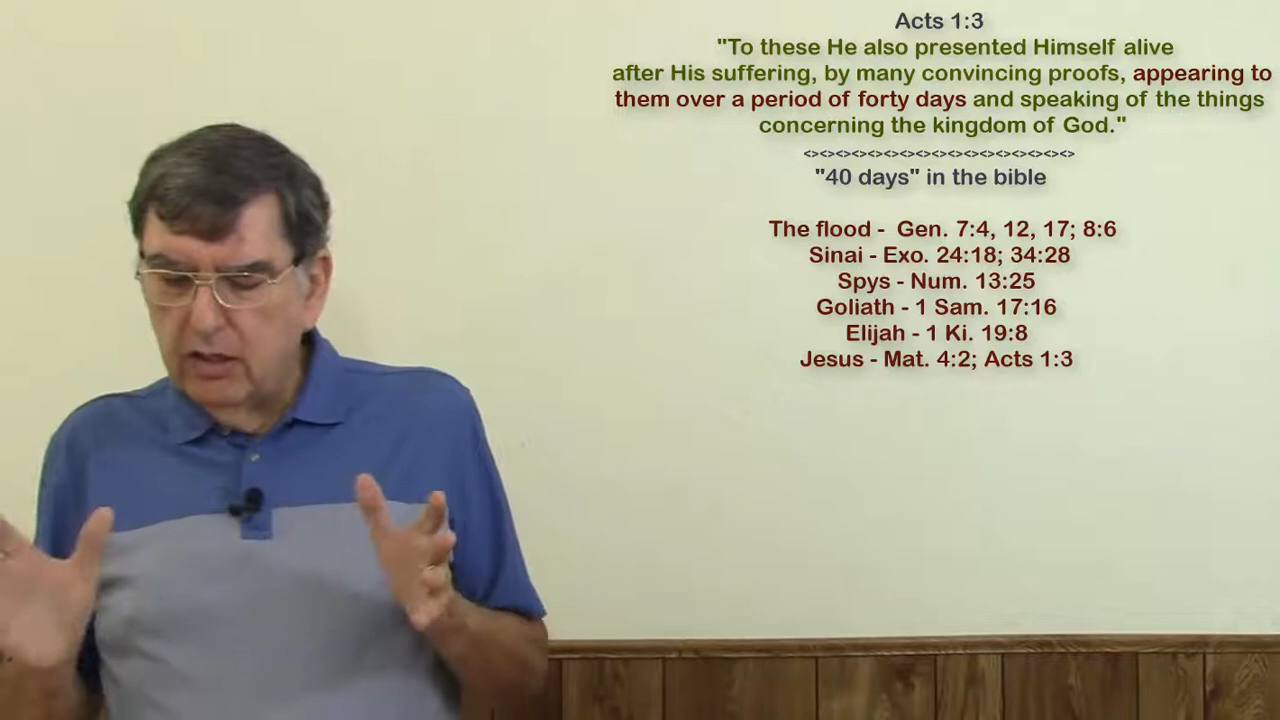 Acts 1:3
"To these He also presented Himself alive
after His suffering, by many convincing proofs, appearing to
them over a period of forty days and speaking of the things
concerning the kingdom of God."
<><><><><><><><><><><><><><><><><>
"40 days" in the bible
The flood - Gen. 7:4, 12, 17; 8:6
Sinai - Exo. 24:18; 34:28
Spys - Num. 13:25
Goliath - 1 Sam. 17:16
Elijah - 1 Ki. 19:8
Jesus - Mat. 4:2; Acts 1:3